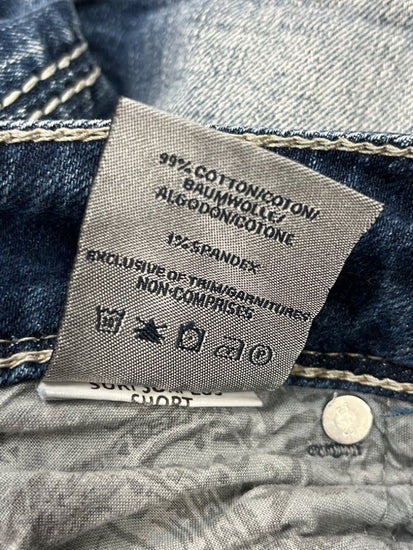 99% COTTON/COTON/
BAUMWOLLE/
ALGODON/COTONE
1% SPANDEX
EXCLUSIVE OF TRIM/GARNITURES
NON-COMPRISES
SHORT